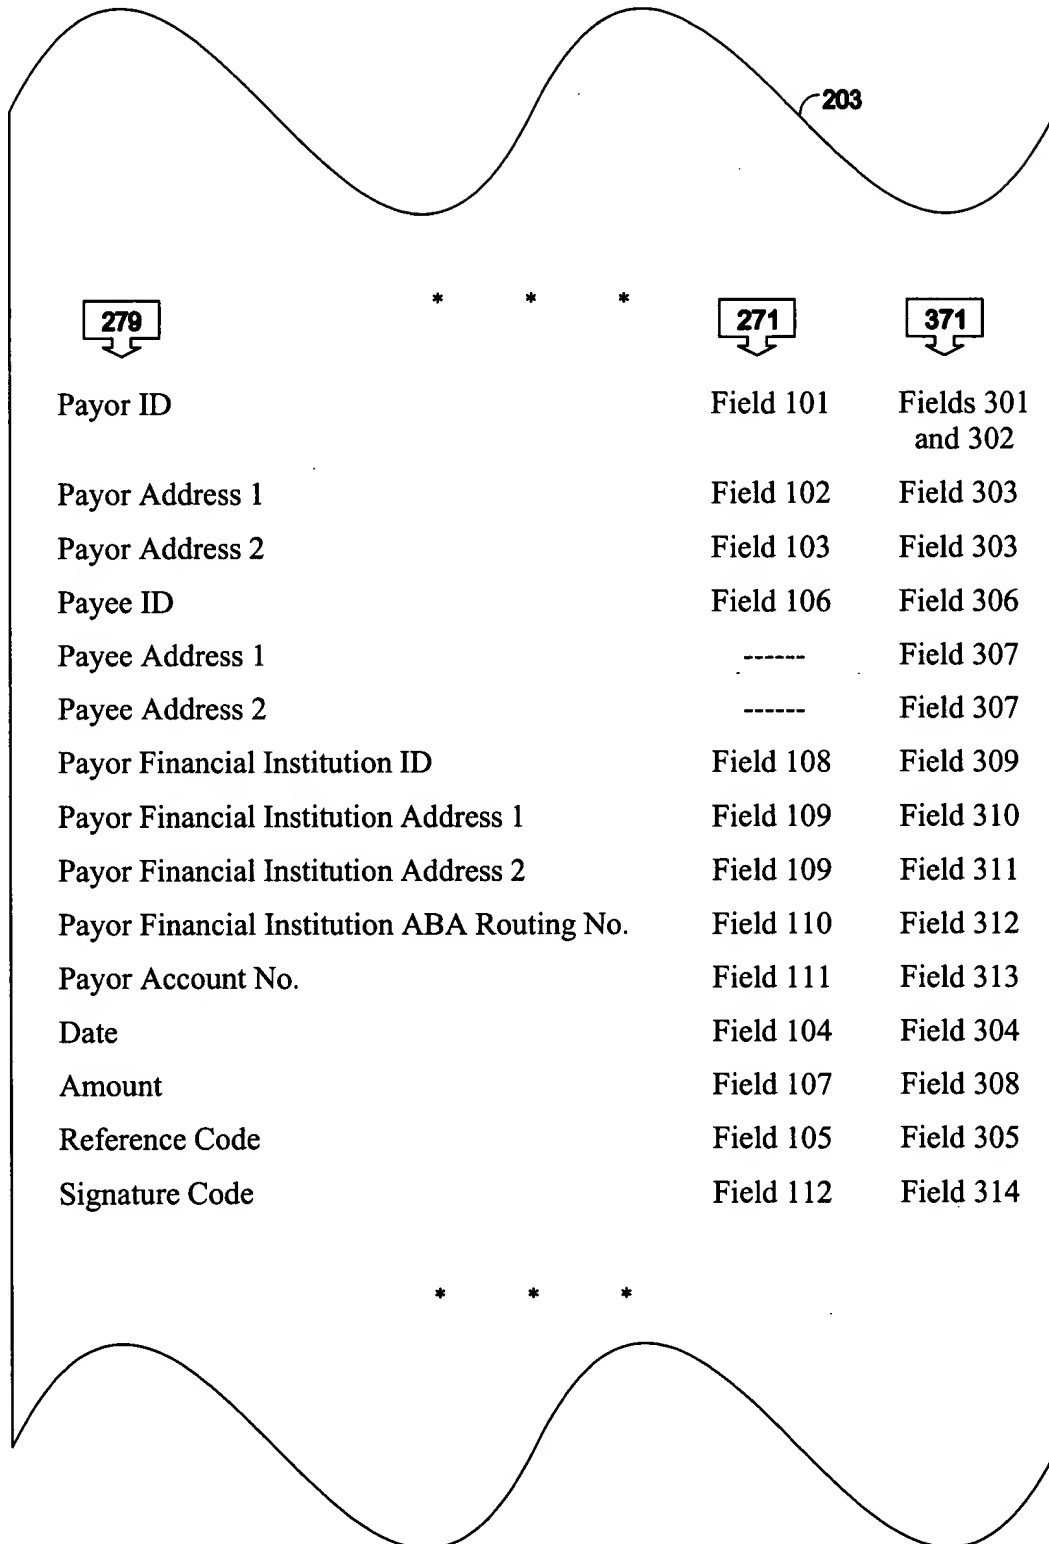 203
* * *
279 271 371
Payor ID Field 101 Fields 301
and 302
Payor Address 1 Field 102 Field 303
Payor Address 2 Field 103 Field 303
Payee ID Field 106 Field 306
Payee Address 1 ------ Field 307
Payee Address 2 ------ Field 307
Payor Financial Institution ID Field 108 Field 309
Payor Financial Institution Address 1 Field 109 Field 310
Payor Financial Institution Address 2 Field 109 Field 311
Payor Financial Institution ABA Routing No. Field 110 Field 312
Payor Account No. Field 111 Field 313
Date Field 104 Field 304
Amount Field 107 Field 308
Reference Code Field 105 Field 305
Signature Code Field 112 Field 314
* * *